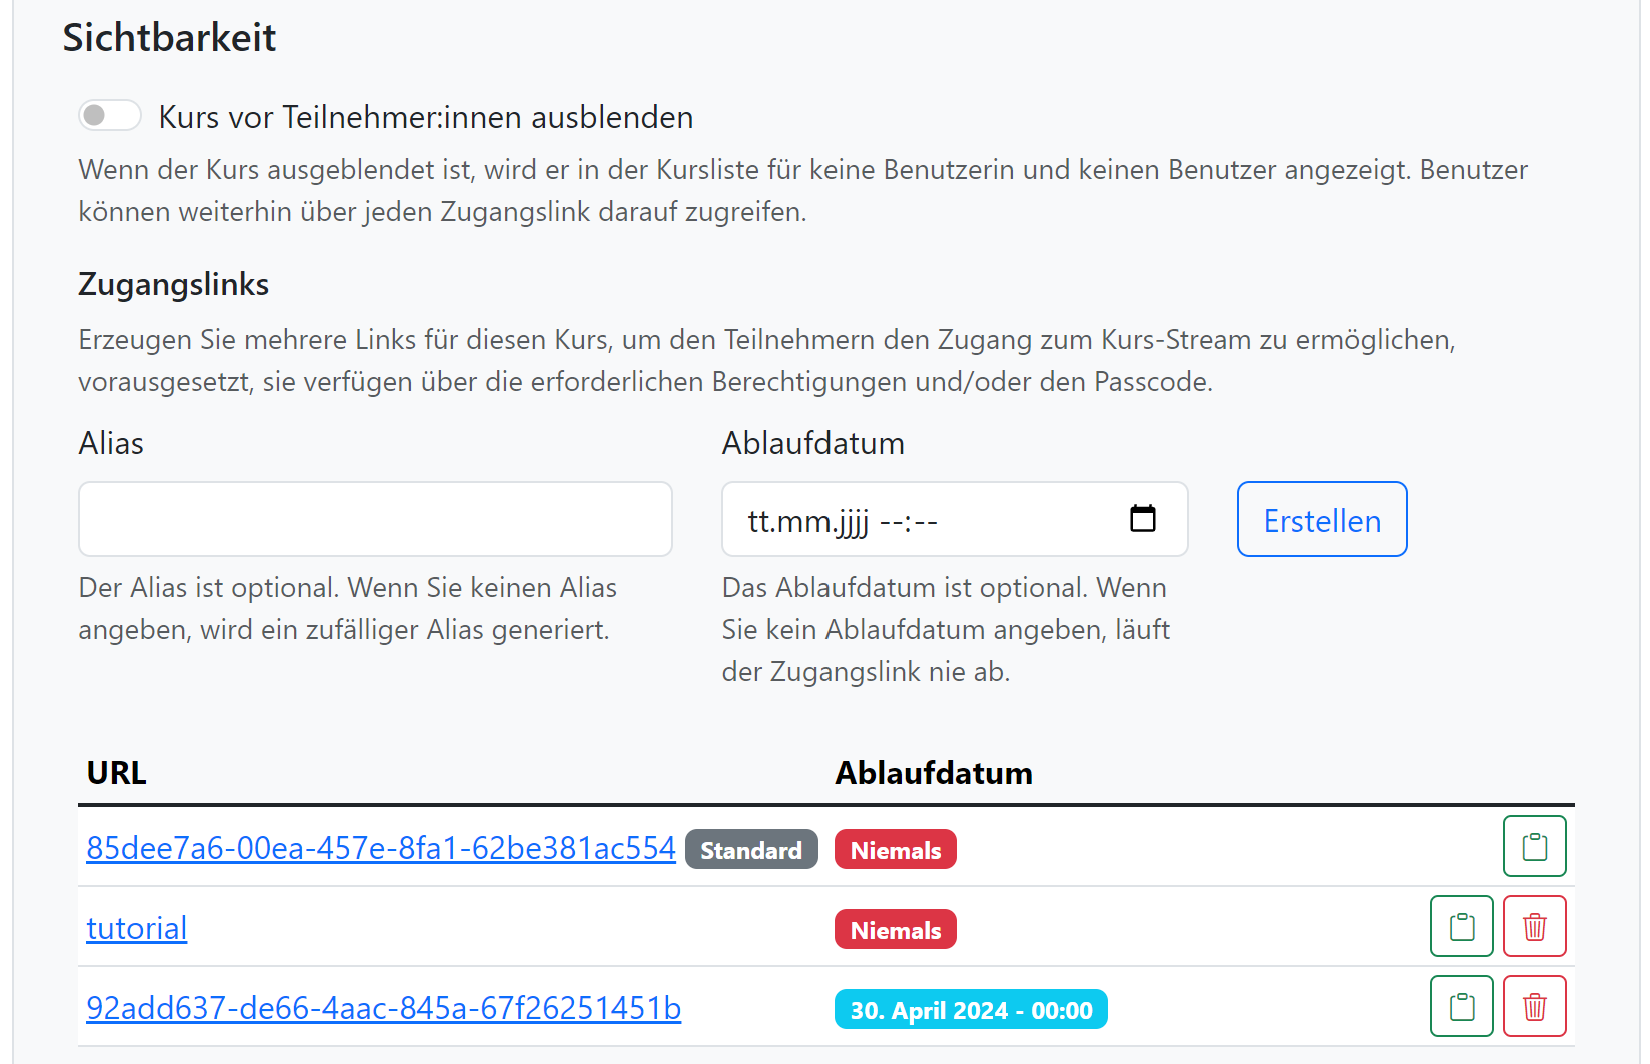 Sichtbarkeit
Kurs vor Teilnehmer:innen ausblenden
Wenn der Kurs ausgeblendet ist, wird er in der Kursliste für keine Benutzerin und keinen Benutzer angezeigt. Benutzer
können weiterhin über jeden Zugangslink darauf zugreifen.
Zugangslinks
Erzeugen Sie mehrere Links für diesen Kurs, um den Teilnehmern den Zugang zum Kurs-Stream zu ermöglichen,
vorausgesetzt, sie verfügen über die erforderlichen Berechtigungen und/oder den Passcode.
Alias
Der Alias ist optional. Wenn Sie keinen Alias
angeben, wird ein zufälliger Alias generiert.
Ablaufdatum
tt.mm.jjjj --:--
Das Ablaufdatum ist optional. Wenn
Sie kein Ablaufdatum angeben, läuft
der Zugangslink nie ab.
Erstellen
URL Ablaufdatum
85dee7a6-00ea-457e-8fa1-62be381ac554 Standard Niemals
tutorial Niemals
92add637-de66-4aac-845a-67f26251451b 30. April 2024 - 00:00